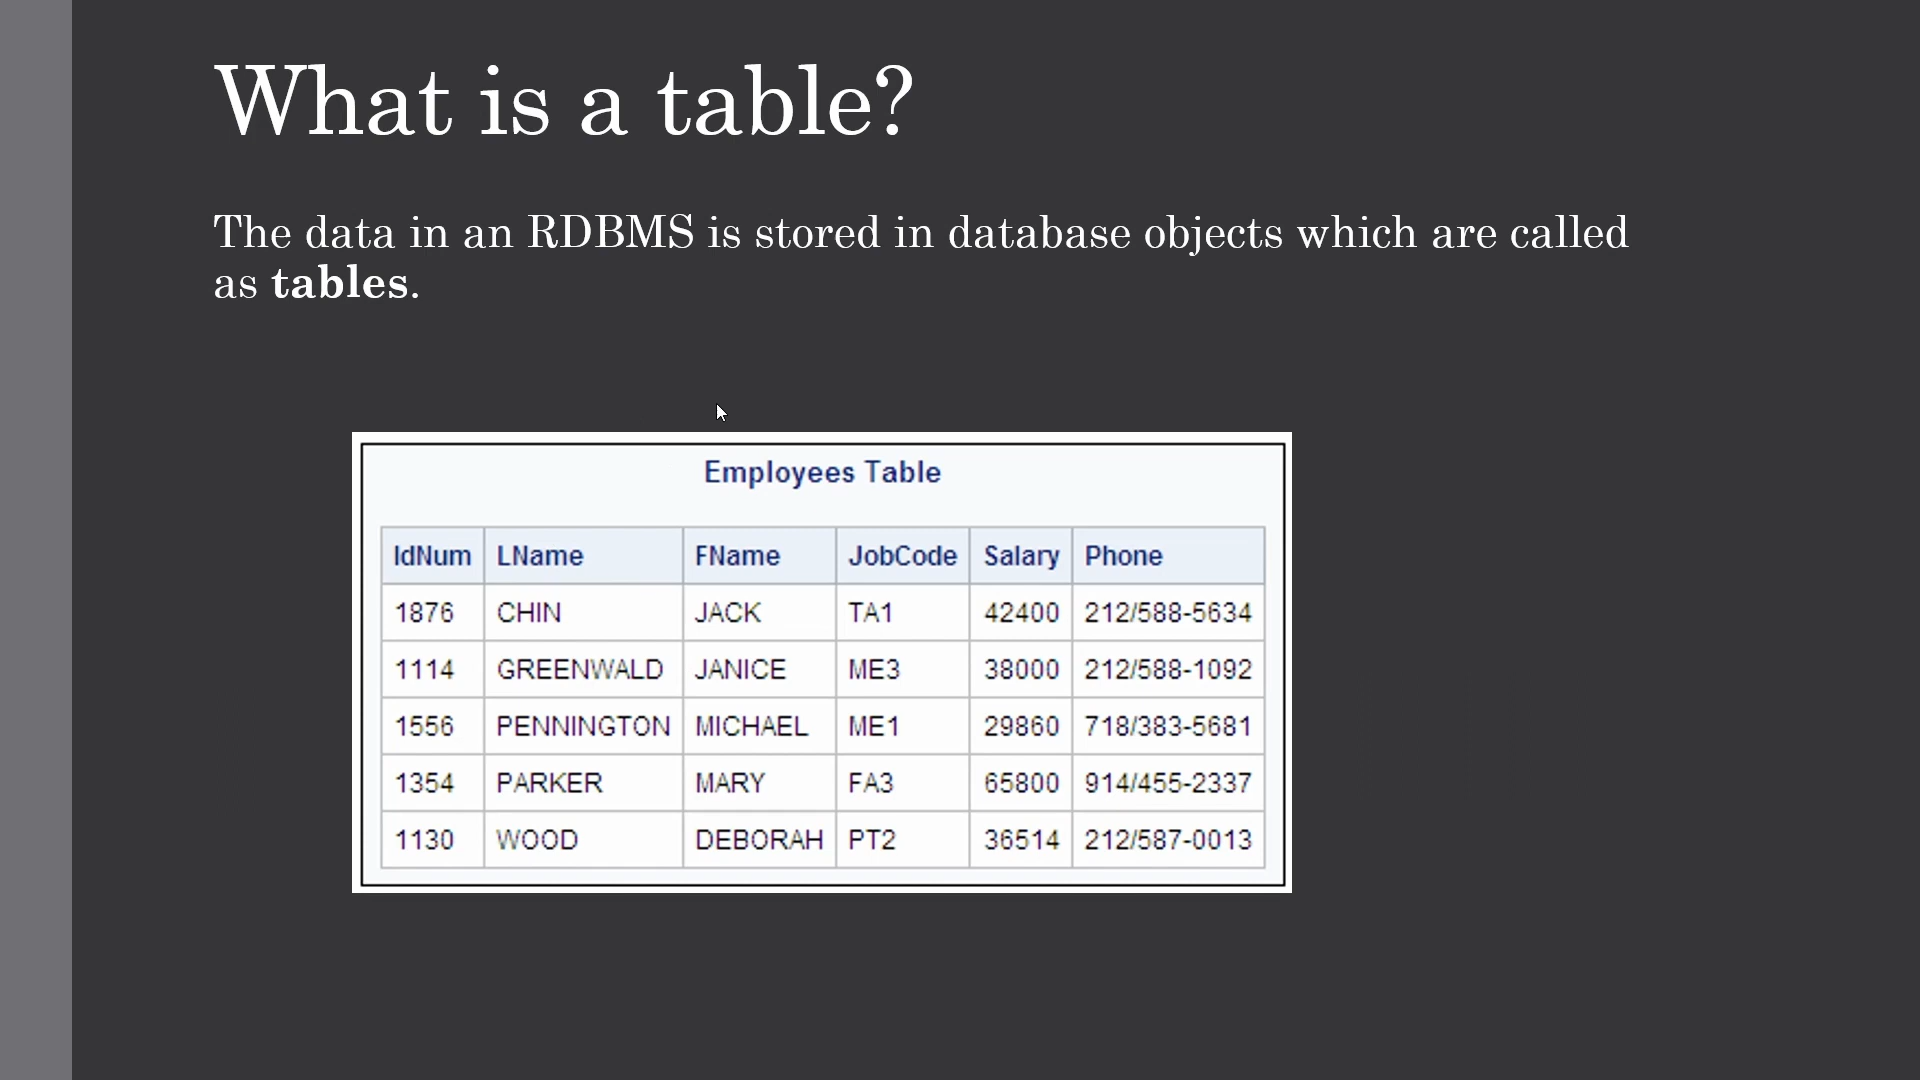 What is a table?
The data in an RDBMS is stored in database objects which are called
as tables.
Employees Table
IdNum LName FName JobCode Salary Phone
1876 CHIN JACK TA1 42400 212/588-5634
1114 GREENWALD JANICE ME3 38000 212/588-1092
1556 PENNINGTON MICHAEL ME1 29860 718/383-5681
1354 PARKER MARY FA3 65800 914/455-2337
1130 WOOD DEBORAH PT2 36514 212/587-0013